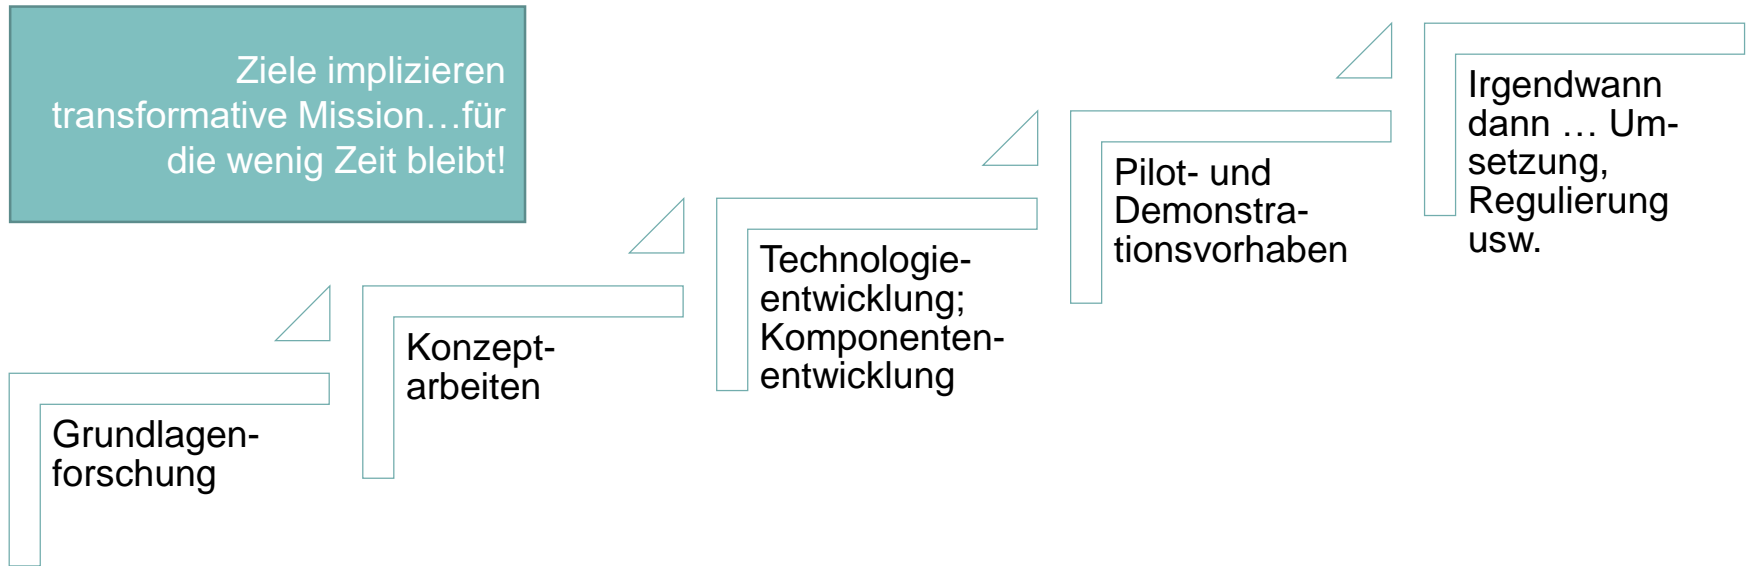 Ziele implizieren
transformative Mission…für
die wenig Zeit bleibt!
Grundlagen-
forschung
Konzept-
arbeiten
Technologie-
entwicklung;
Komponenten-
entwicklung
Pilot- und
Demonstra-
tionsvorhaben
Irgendwann
dann … Um-
setzung,
Regulierung
usw.